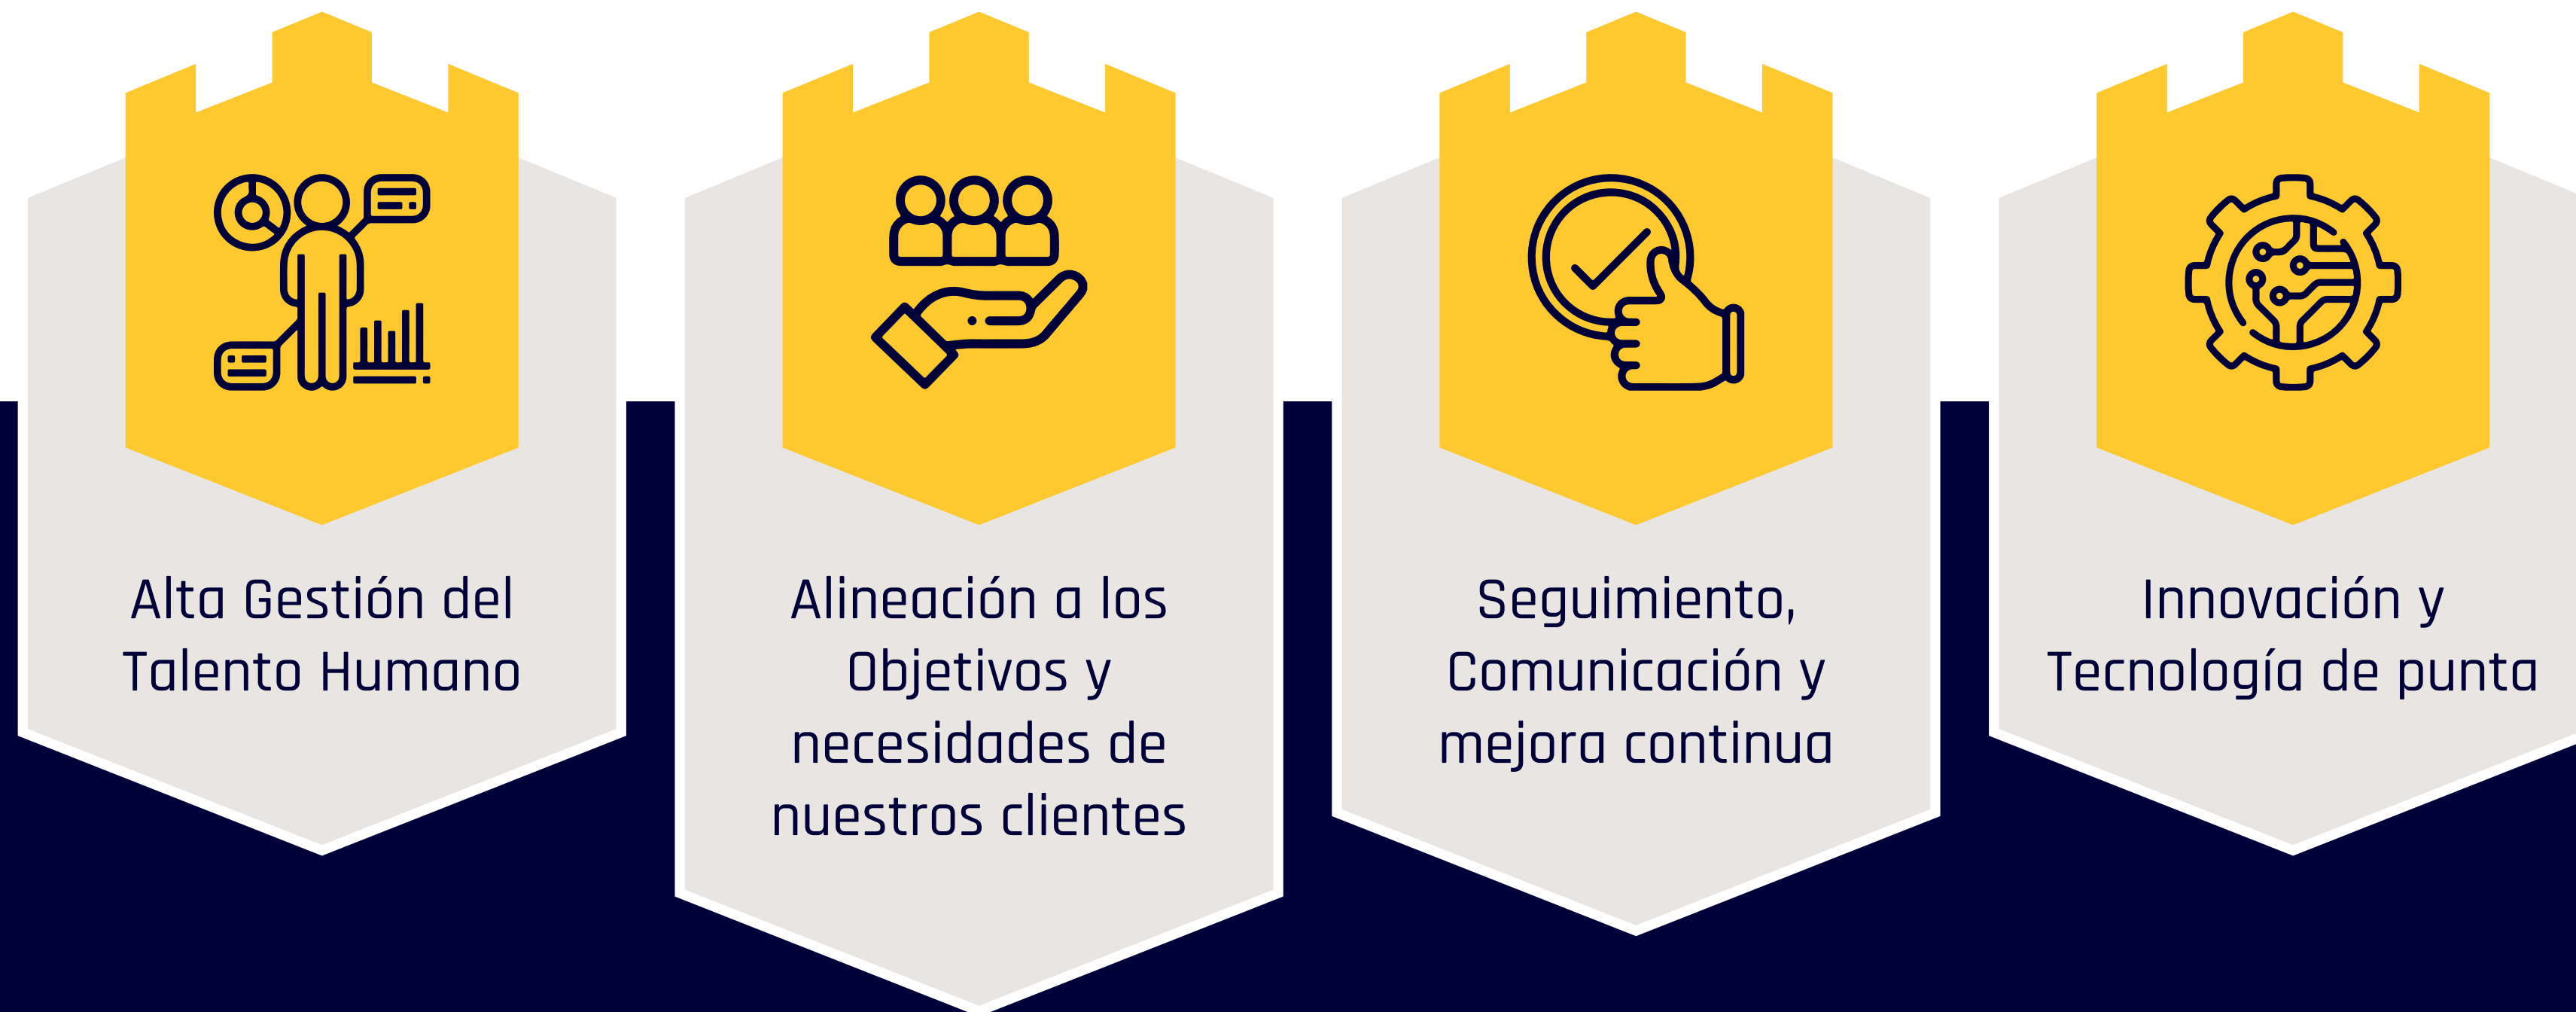 Alta Gestión del
Talento Humano
Alineación a los
Objetivos y
necesidades de
nuestros clientes
Seguimiento,
Comunicación y
mejora continua
Innovación y
Tecnología de punta